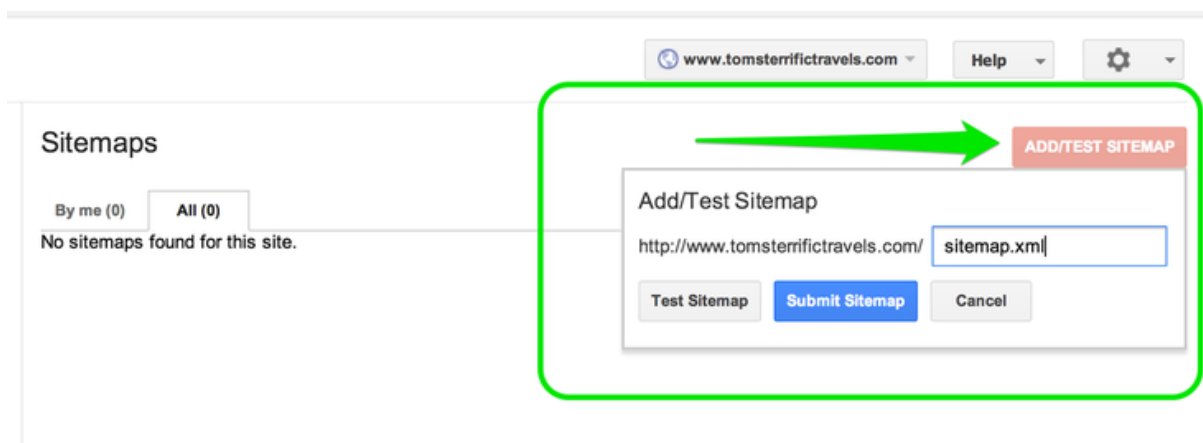 www.tomsterrifictravels.com
Help
Sitemaps
ADD/TEST SITEMAP
By me (0)
All (0)
No sitemaps found for this site.
Add/Test Sitemap
http://www.tomsterrifictravels.com/ sitemap.xml
Test Sitemap
Submit Sitemap
Cancel